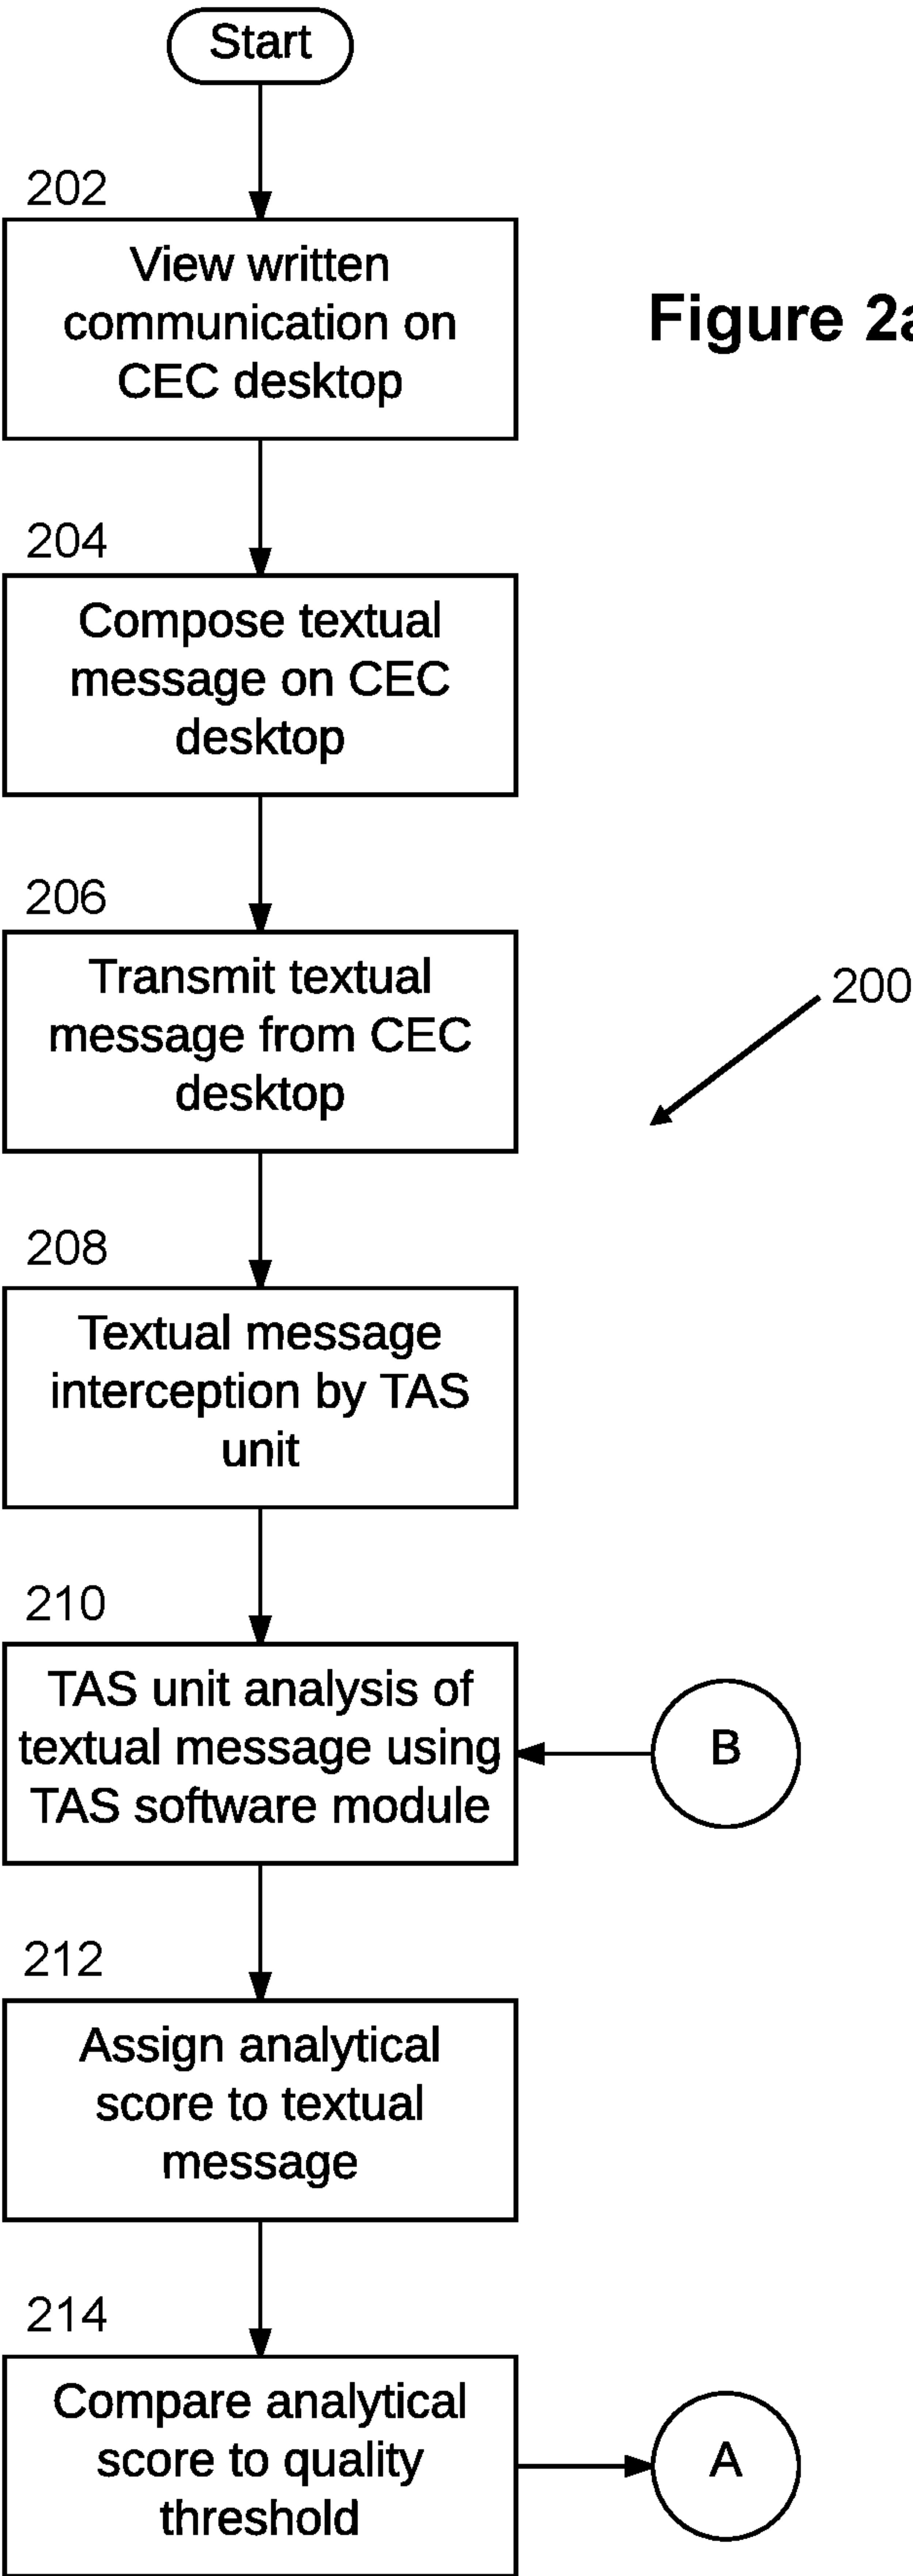 Start
202
View written
communication on
CEC desktop
Figure 2a
204
Compose textual
message on CEC
desktop
206
Transmit textual
message from CEC
desktop
200
208
Textual message
interception by TAS
unit
210
TAS unit analysis of
textual message using
TAS software module
B
212
Assign analytical
score to textual
message
214
Compare analytical
score to quality
threshold
A